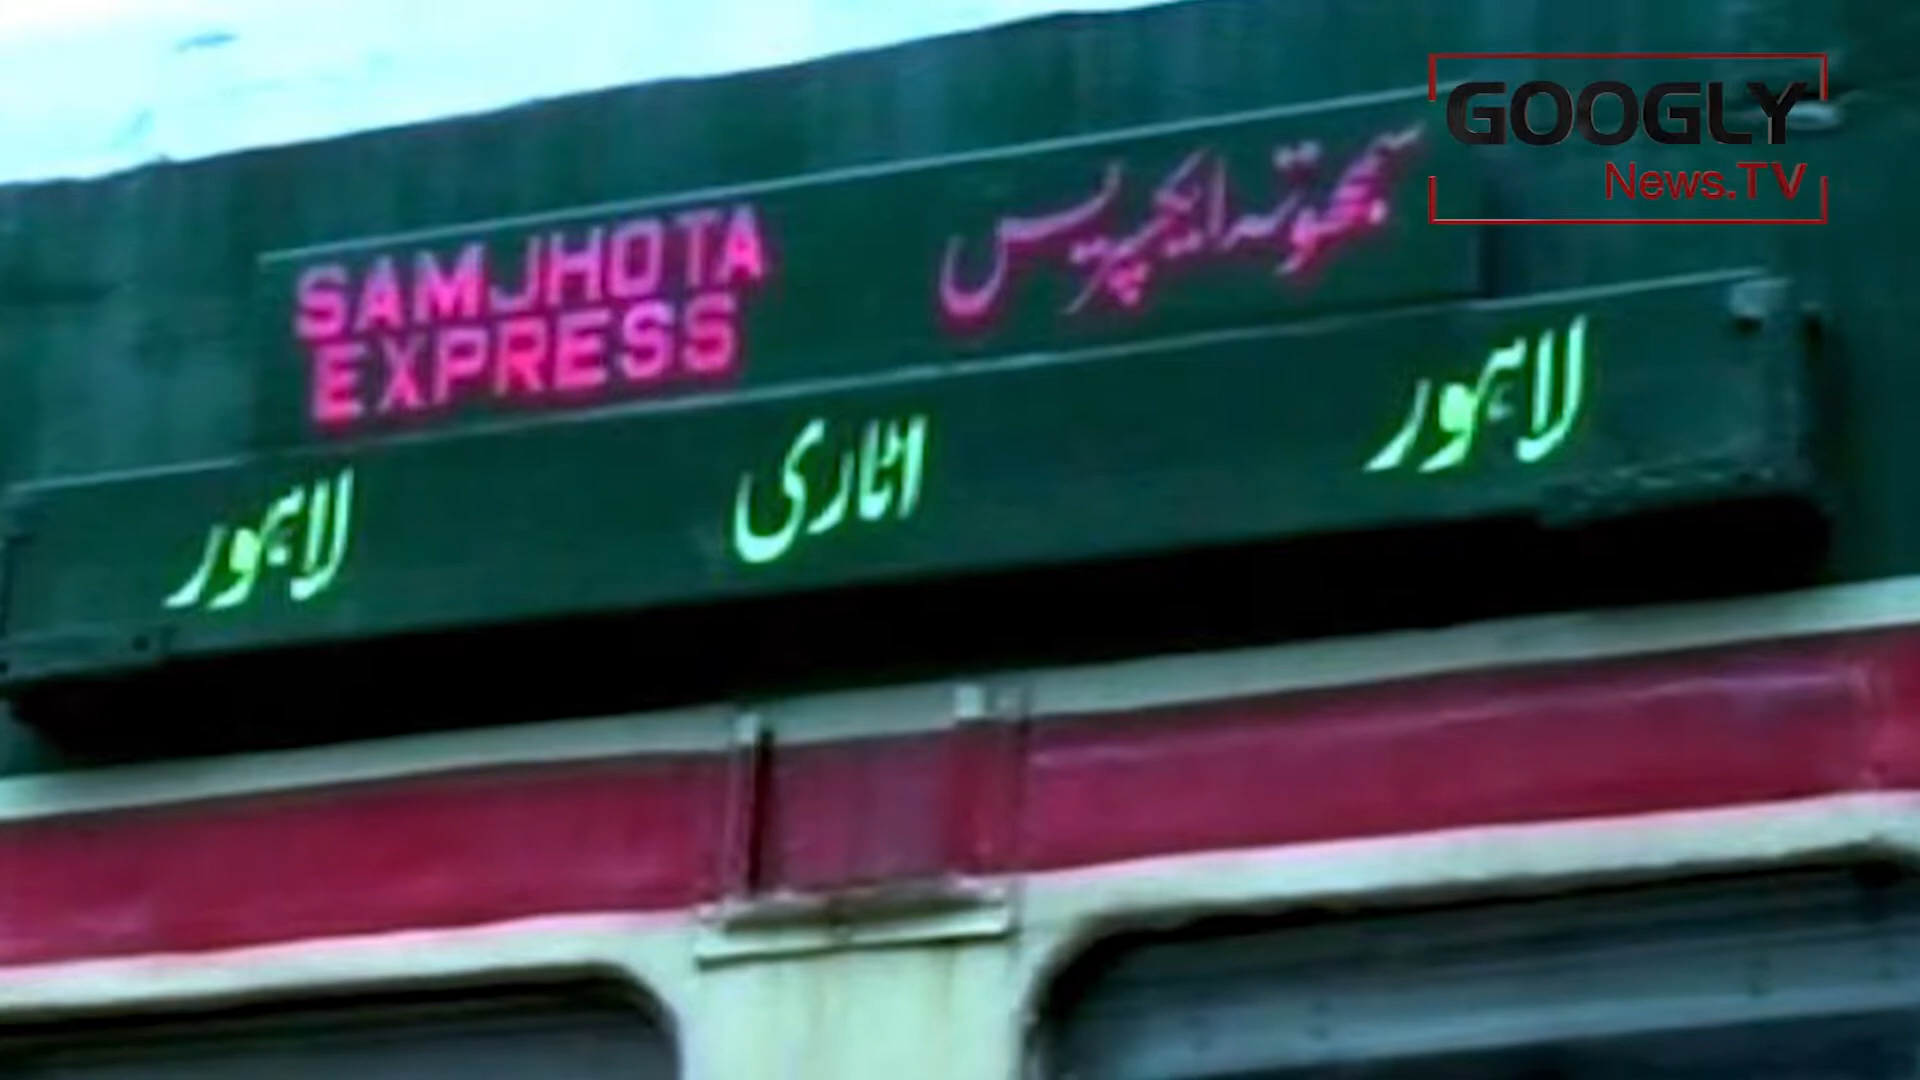 GOOGLY
News.TV
SAMJHOTA
EXPRESS
سمجھوتہ ایکسپریس
لاہور اٹاری لاہور